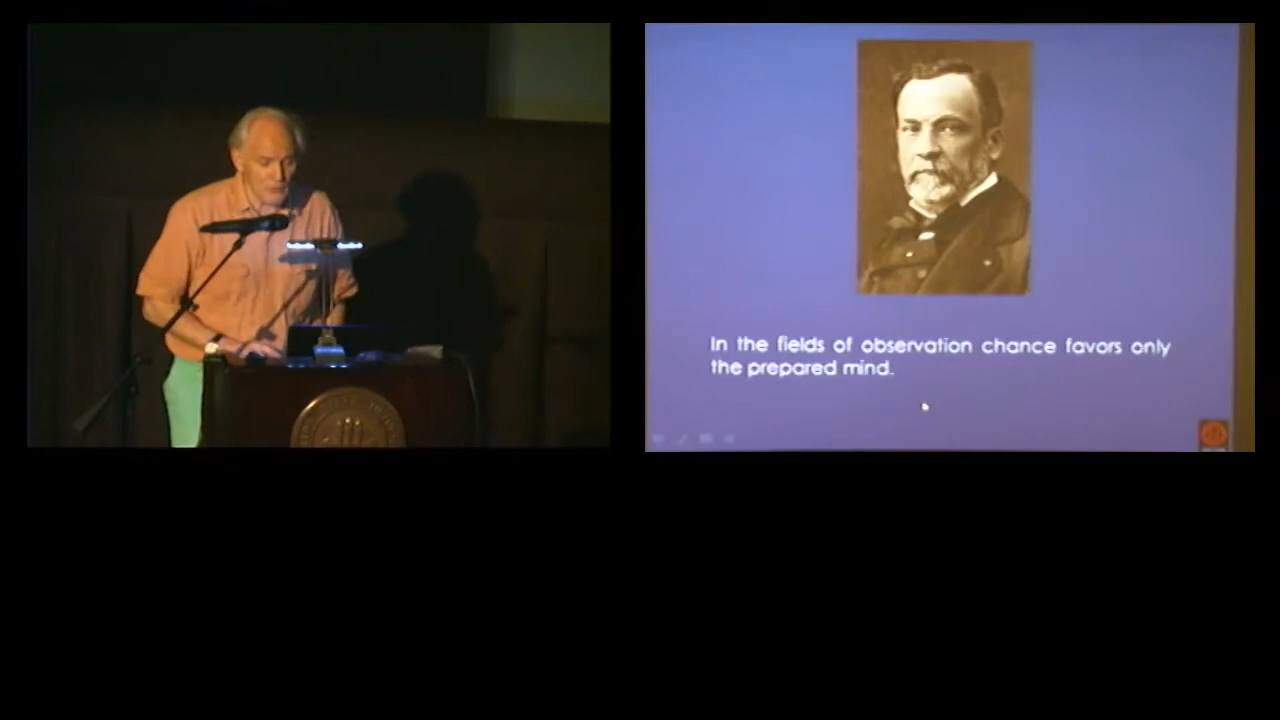 In the fields of observation chance favors only
the prepared mind.